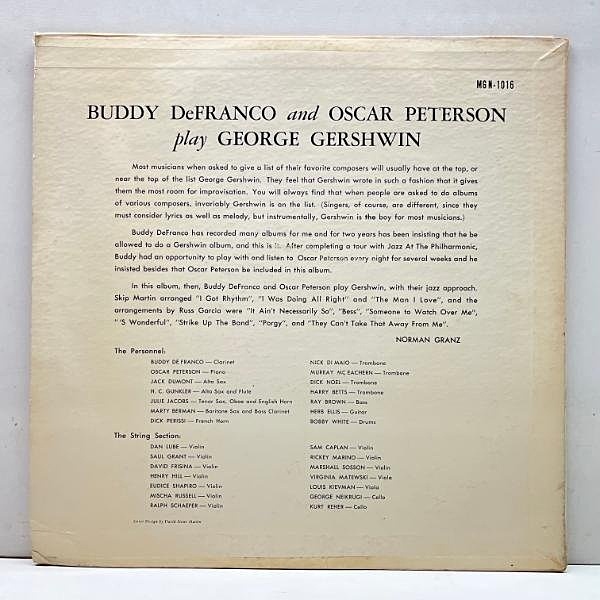 MGN-1016
BUDDY DeFRANCO and OSCAR PETERSON
play GEORGE GERSHWIN
Most musicians when asked to give a list of their favorite composers will usually have at the top, or
near the top of the list George Gershwin. They feel that Gershwin wrote in such a fashion that it gives
them the most room for improvisation. You will always find that when people are asked to do albums
of various composers, invariably Gershwin is on the list. (Singers, of course, are different, since they
must consider lyrics as well as melody, but instrumentally, Gershwin is the boy for most musicians.)
Buddy DeFranco has recorded many albums for me and for two years has been insisting that he be
allowed to do a Gershwin album, and this is it. After completing a tour with Jazz At The Philharmonic,
Buddy had an opportunity to play with and listen to Oscar Peterson every night for several weeks and he
insisted besides that Oscar Peterson be included in this album.
In this album, then, Buddy DeFranco and Oscar Peterson play Gershwin, with their jazz approach.
Skip Martin arranged "I Got Rhythm", "I Was Doing All Right" and "The Man I Love", and the
arrangements by Russ Garcia were "It Ain't Necessarily So", "Bess", "Someone to Watch Over Me",
"'S Wonderful", "Strike Up The Band", "Porgy", and "They Can't Take That Away From Me".
NORMAN GRANZ
The Personnel:
BUDDY DE FRANCO — Clarinet
OSCAR PETERSON — Piano
JACK DUMONT — Alto Sax
H. C. GUNKLER — Alto Sax and Flute
JULIE JACOBS — Tenor Sax, Oboe and English Horn
MARTY BERMAN — Baritone Sax and Bass Clarinet
DICK PERISSI — French Horn
NICK DI MAIO — Trombone
MURRAY MC EACHERN — Trombone
DICK NOEL — Trombone
HARRY BETTS — Trombone
RAY BROWN — Bass
HERB ELLIS — Guitar
BOBBY WHITE — Drums
The String Section:
DAN LUBE — Violin
SAUL GRANT — Violin
DAVID FRISINA — Violin
HENRY HILL — Violin
EUDICE SHAPIRO — Violin
MISCHA RUSSELL — Violin
RALPH SCHAEFER — Violin
SAM CAPLAN — Violin
RICKEY MARINO — Violin
MARSHALL SOSSON — Violin
VIRGINIA MATEWSKI — Viola
LOUIS KIEVMAN — Viola
GEORGE NEIKRUG — Cello
KURT REHER — Cello
Cover Design by David Stone Martin